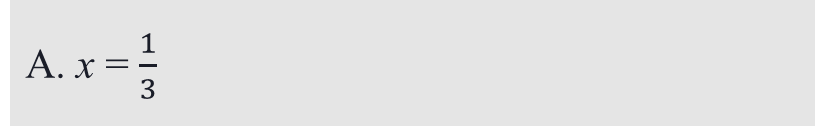 A. x = 1/3